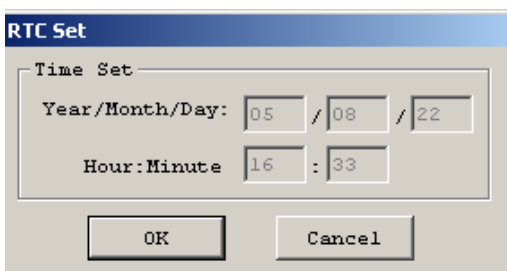 RTC Set
Time Set
Year/Month/Day: 05 / 08 / 22
Hour:Minute 16 : 33
OK Cancel